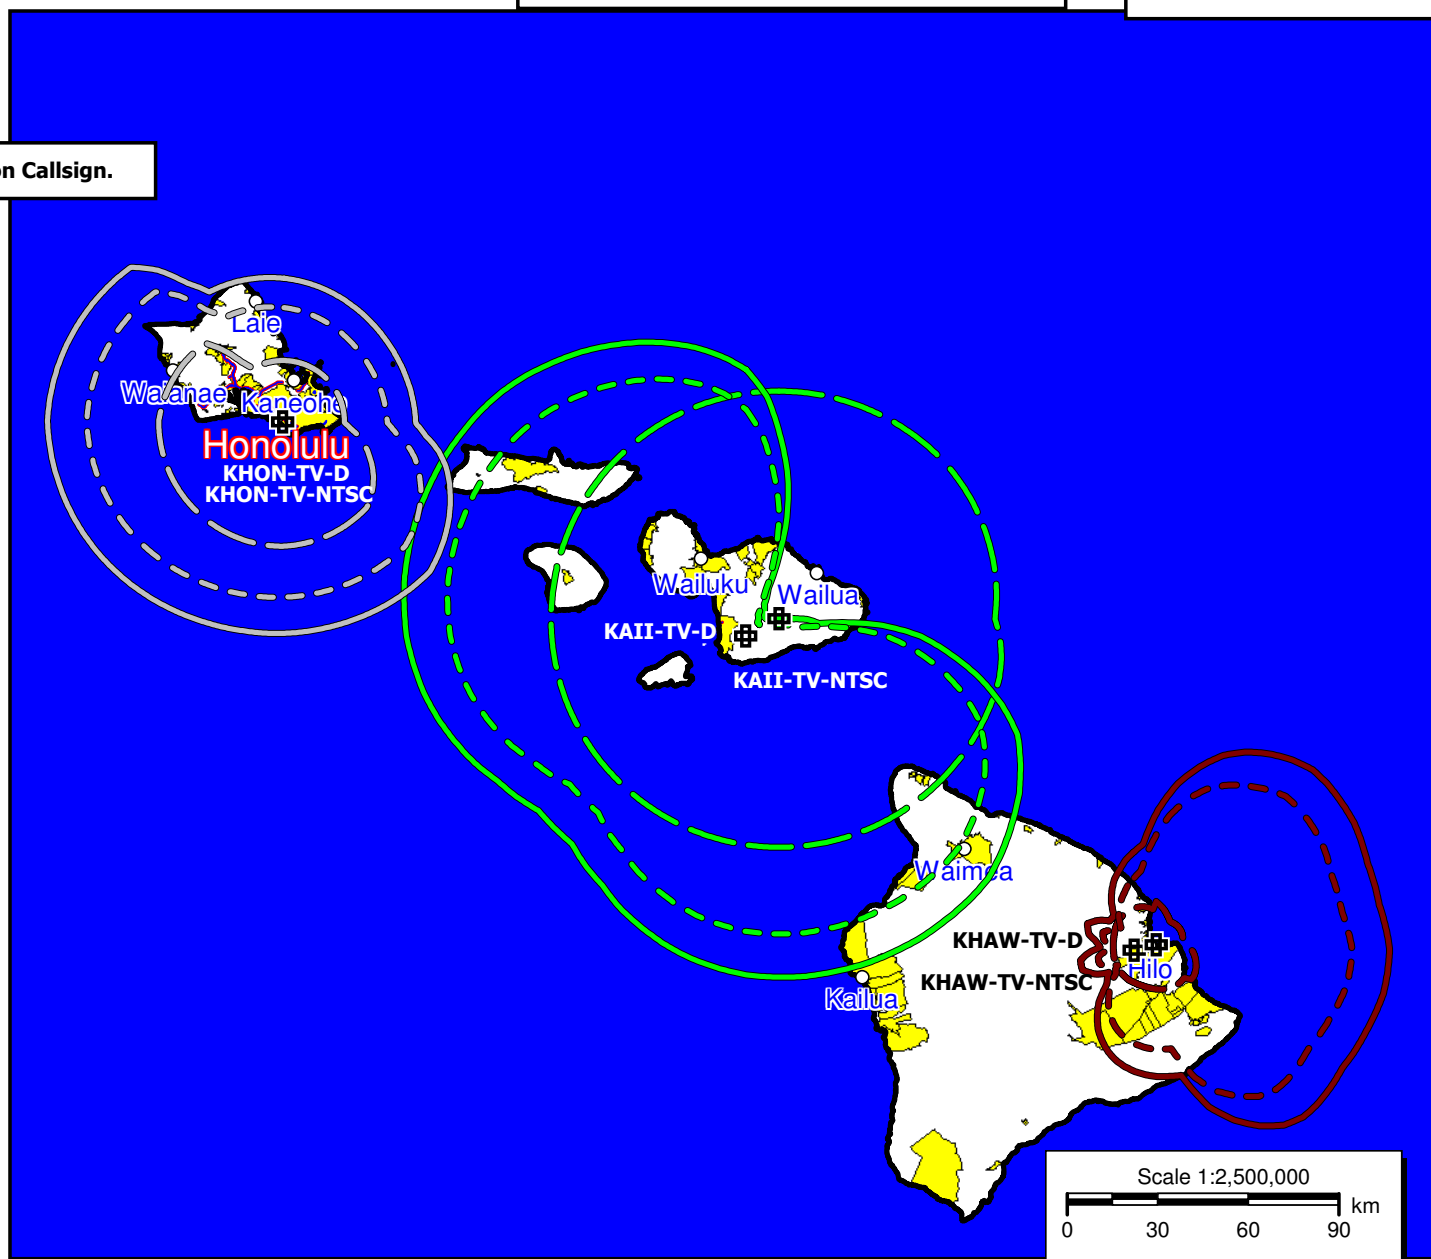 on Callsign.
Laie
Waianae
Kaneohe
Honolulu
KHON-TV-D
KHON-TV-NTSC
Wailuku
Wailua
KAII-TV-D
KAII-TV-NTSC
Waimea
KHAW-TV-D
Hilo
KHAW-TV-NTSC
Kailua
Scale 1:2,500,000
km
0 30 60 90